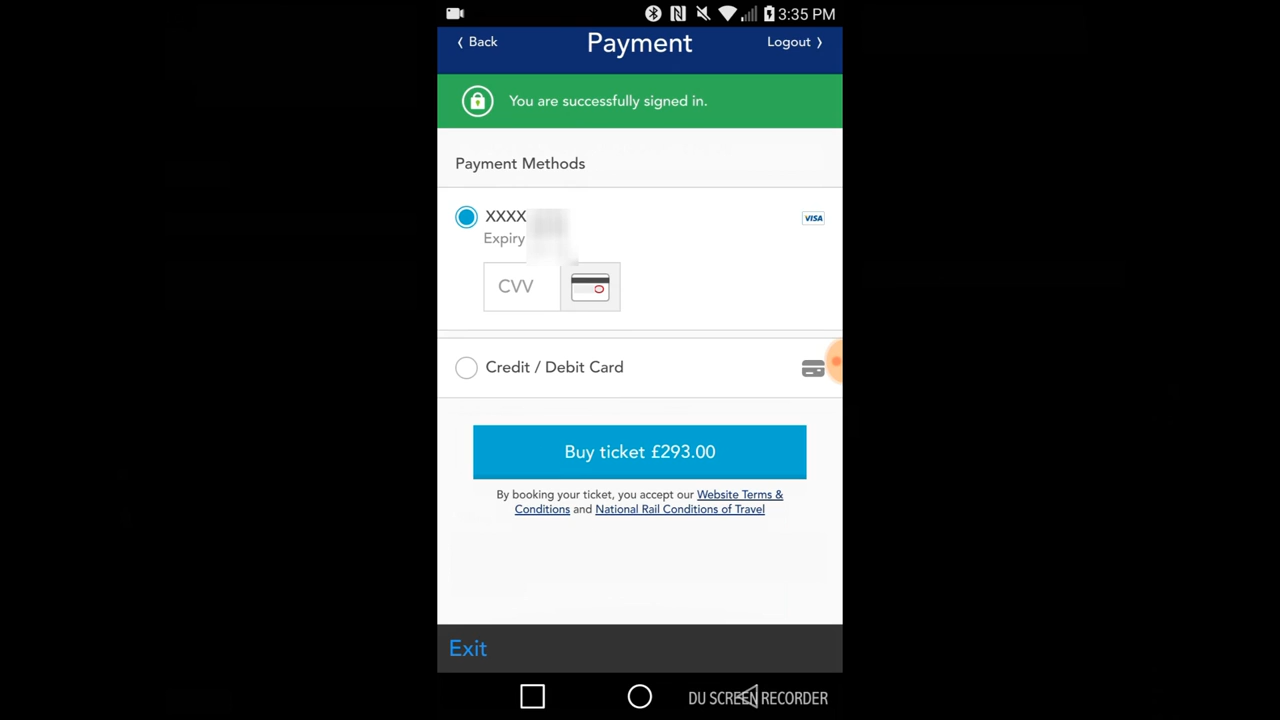 3:35 PM
‹ Back Payment Logout ›
You are successfully signed in.
Payment Methods
XXXX VISA
Expiry
CVV
Credit / Debit Card
Buy ticket £293.00
By booking your ticket, you accept our Website Terms &
Conditions and National Rail Conditions of Travel
Exit
DU SCREEN RECORDER